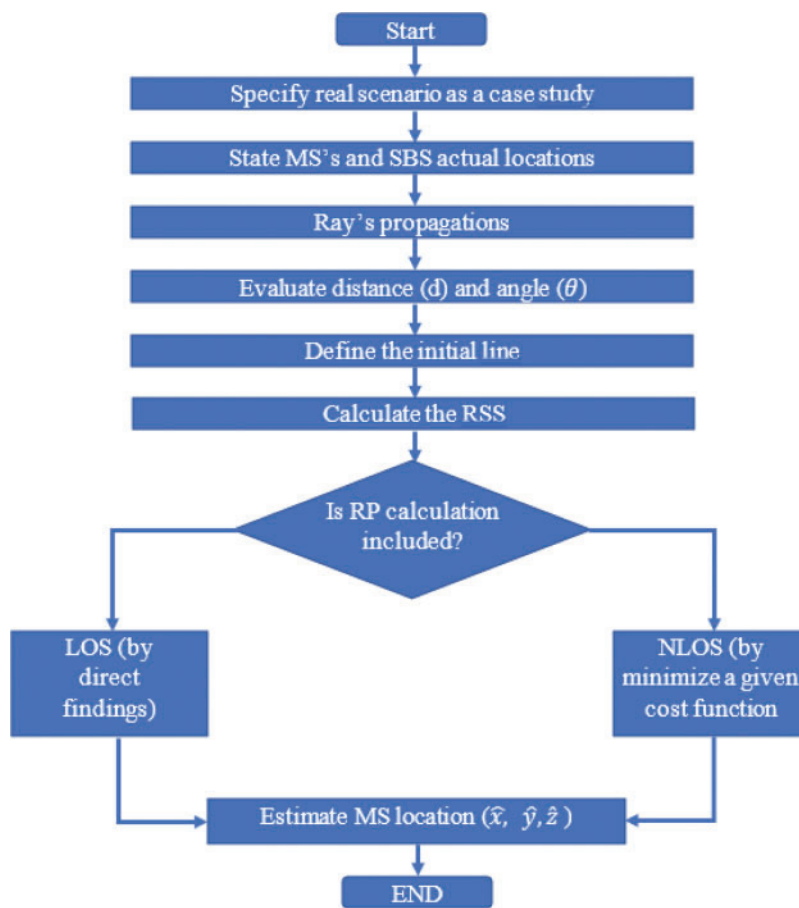 Start
Specify real scenario as a case study
State MS's and SBS actual locations
Ray's propagations
Evaluate distance (d) and angle (θ)
Define the initial line
Calculate the RSS
Is RP calculation
included?
LOS (by
direct
findings)
NLOS (by
minimize a given
cost function
Estimate MS location (x̂, ŷ, ẑ )
END